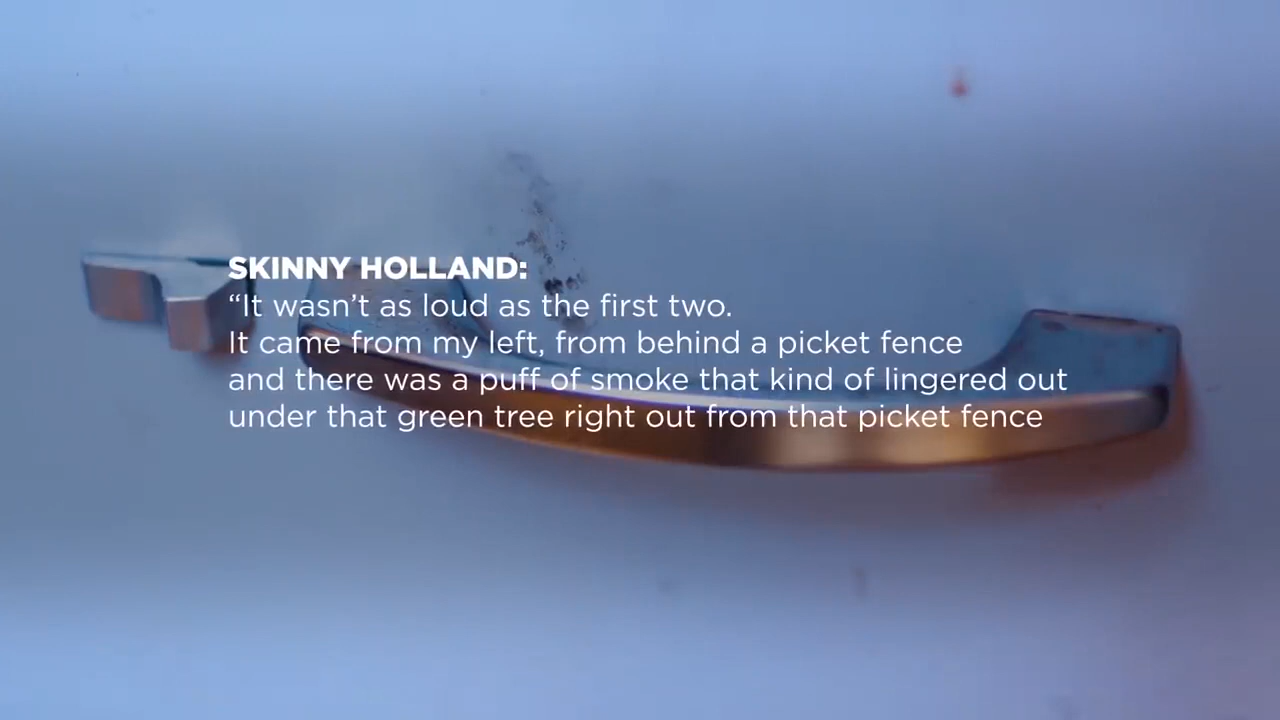 SKINNY HOLLAND:
“It wasn’t as loud as the first two.
It came from my left, from behind a picket fence
and there was a puff of smoke that kind of lingered out
under that green tree right out from that picket fence